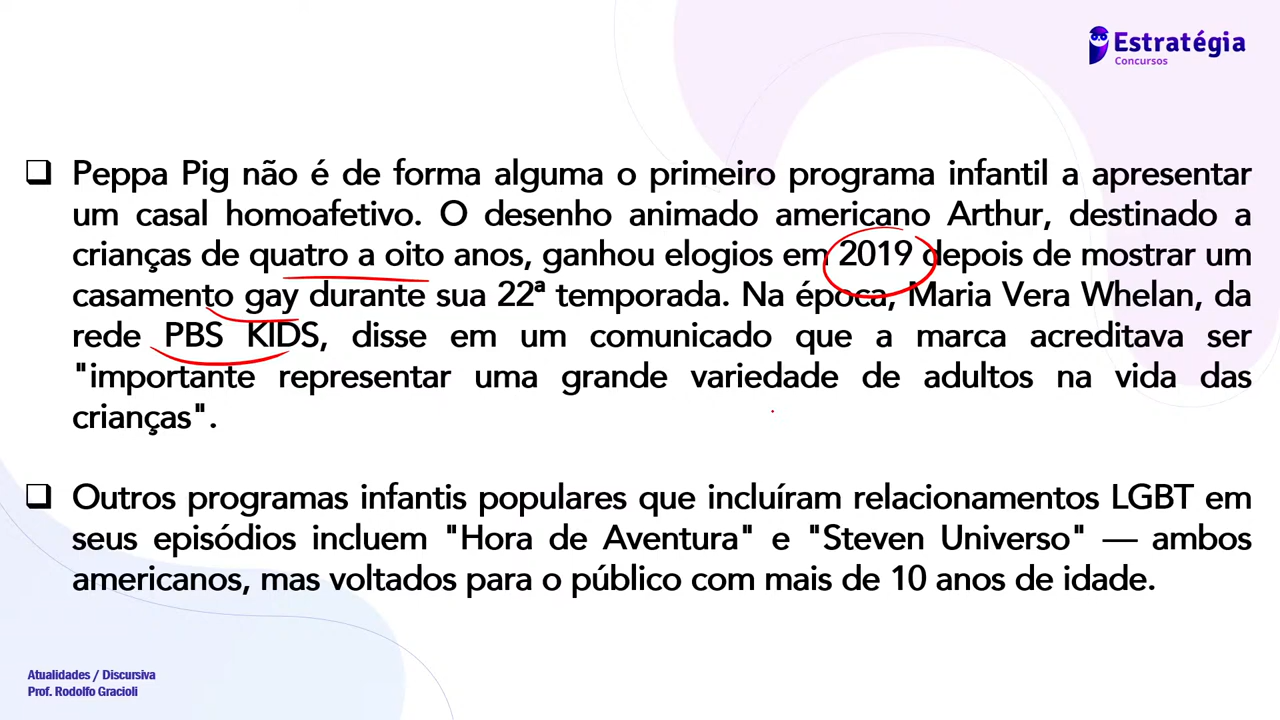 Estratégia
Concursos
❑ Peppa Pig não é de forma alguma o primeiro programa infantil a apresentar
um casal homoafetivo. O desenho animado americano Arthur, destinado a
crianças de quatro a oito anos, ganhou elogios em 2019 depois de mostrar um
casamento gay durante sua 22ª temporada. Na época, Maria Vera Whelan, da
rede PBS KIDS, disse em um comunicado que a marca acreditava ser
"importante representar uma grande variedade de adultos na vida das
crianças".
❑ Outros programas infantis populares que incluíram relacionamentos LGBT em
seus episódios incluem "Hora de Aventura" e "Steven Universo" — ambos
americanos, mas voltados para o público com mais de 10 anos de idade.
Atualidades / Discursiva
Prof. Rodolfo Gracioli